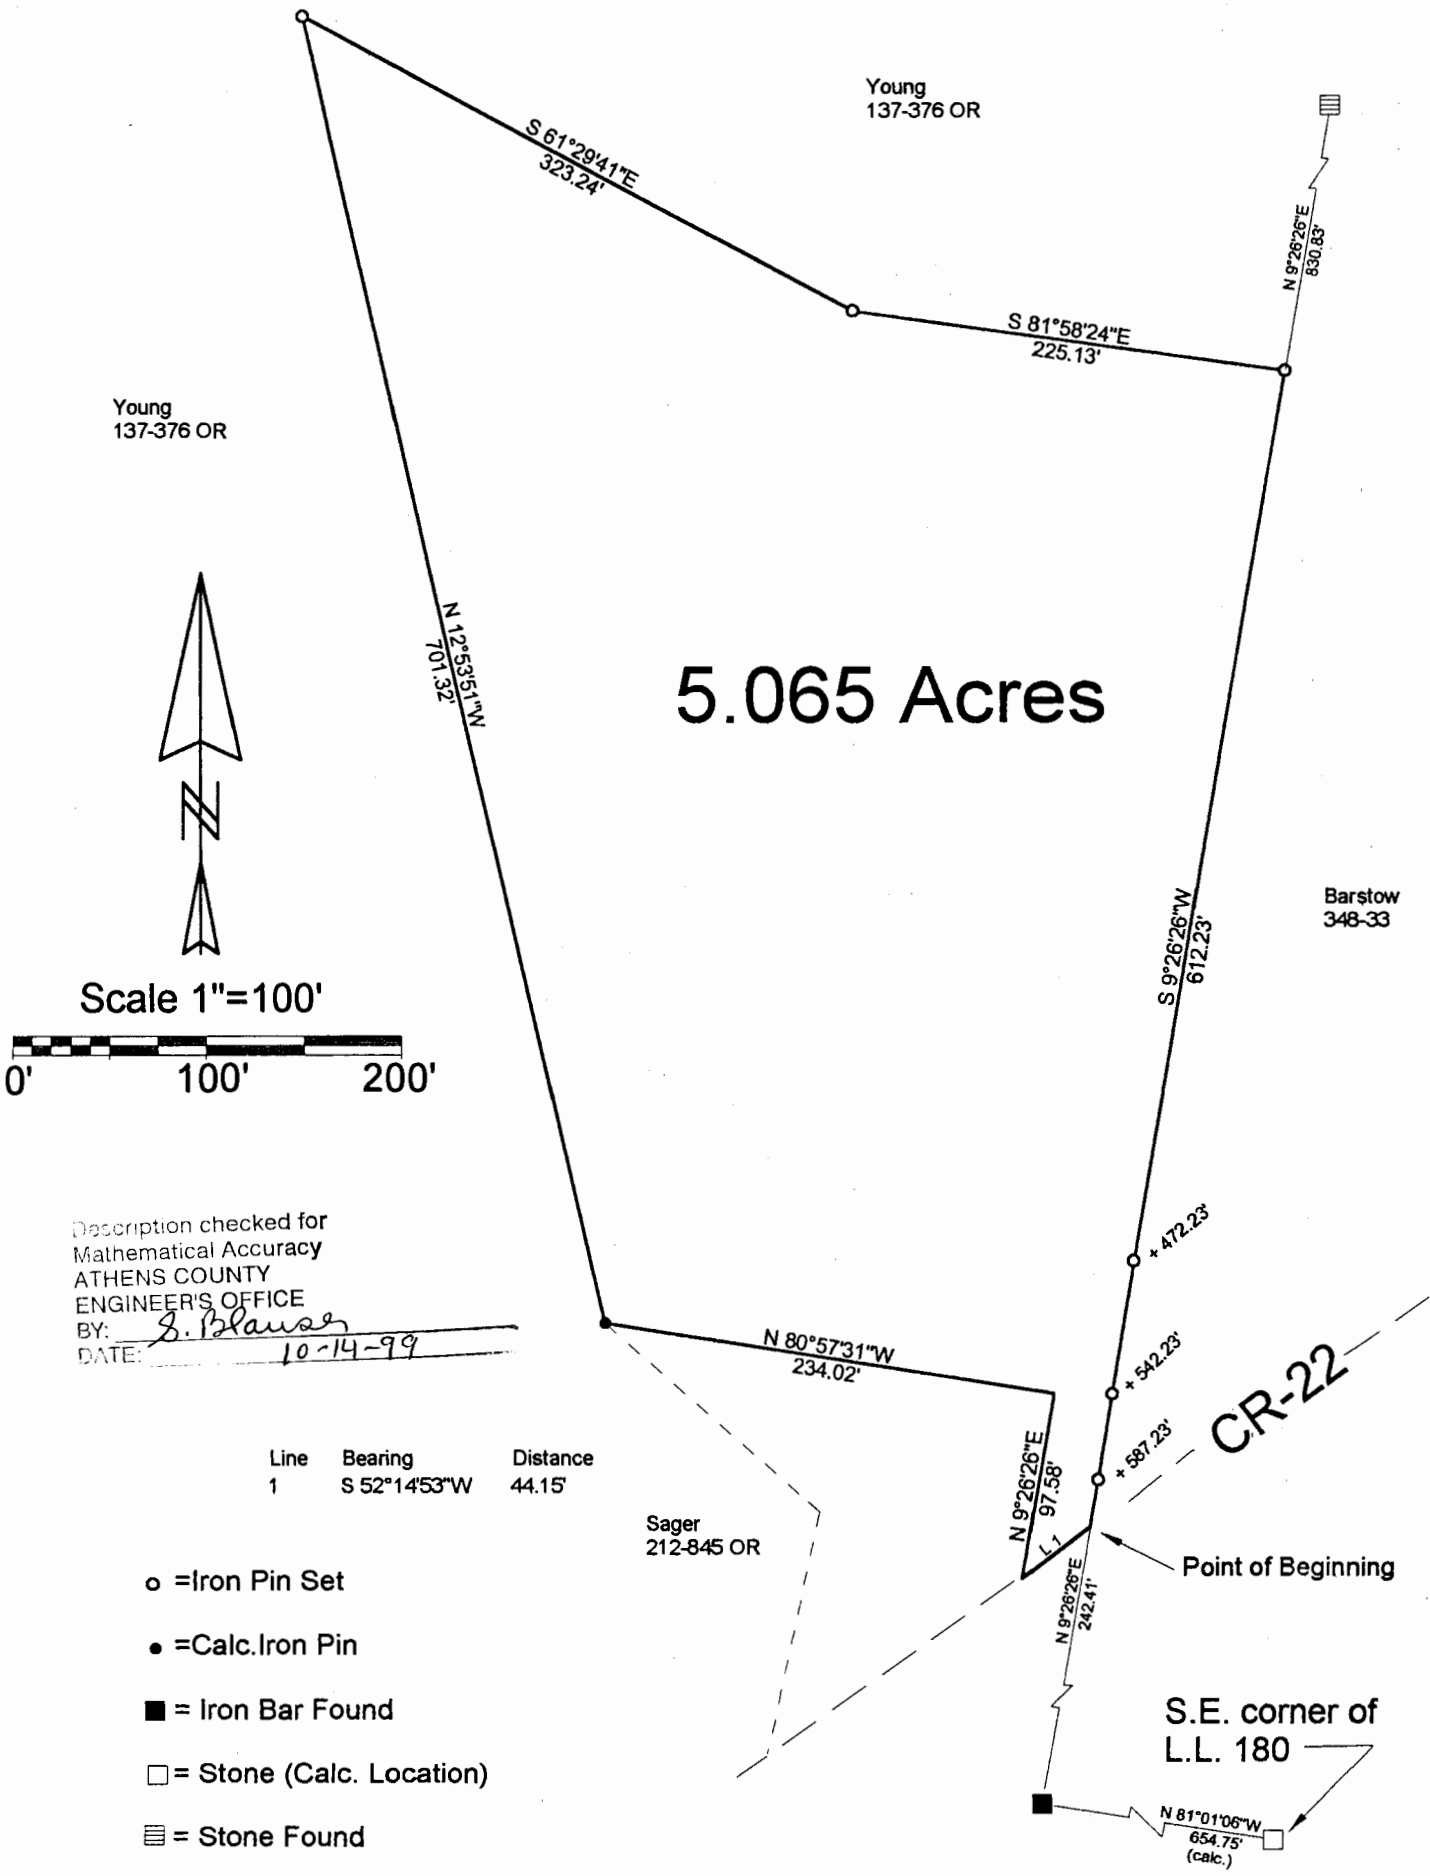 Young
137-376 OR
S 61°29'41"E
323.24'
N 9°26'26"E
830.83'
S 81°58'24"E
225.13'
Young
137-376 OR
N 12°53'51"W
701.32'
5.065 Acres
N
Barstow
348-33
S 9°26'26"W
612.23'
Scale 1"=100'
0' 100' 200'
+ 472.23'
Description checked for
Mathematical Accuracy
ATHENS COUNTY
ENGINEER'S OFFICE
BY: S. Blauser
DATE: 10-14-99
N 80°57'31"W
234.02'
+ 542.23'
CR-22
+ 587.23'
Line Bearing Distance
1 S 52°14'53"W 44.15'
N 9°26'26"E
97.58'
L 1
Sager
212-845 OR
Point of Beginning
N 9°26'26"E
242.41'
=Iron Pin Set
=Calc.Iron Pin
= Iron Bar Found
= Stone (Calc. Location)
= Stone Found
S.E. corner of
L.L. 180
N 81°01'06"W
654.75'
(calc.)